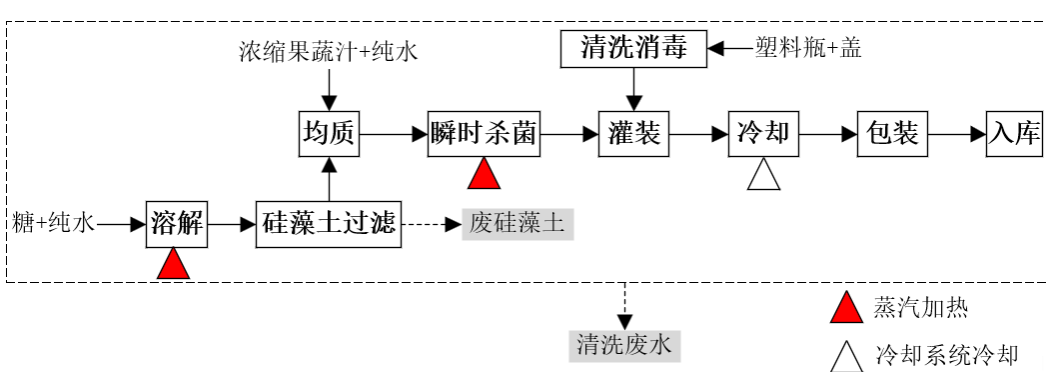 浓缩果蔬汁+纯水
清洗消毒
塑料瓶+盖
均质
瞬时杀菌
灌装
冷却
包装
入库
糖+纯水
溶解
硅藻土过滤
废硅藻土
蒸汽加热
清洗废水
冷却系统冷却